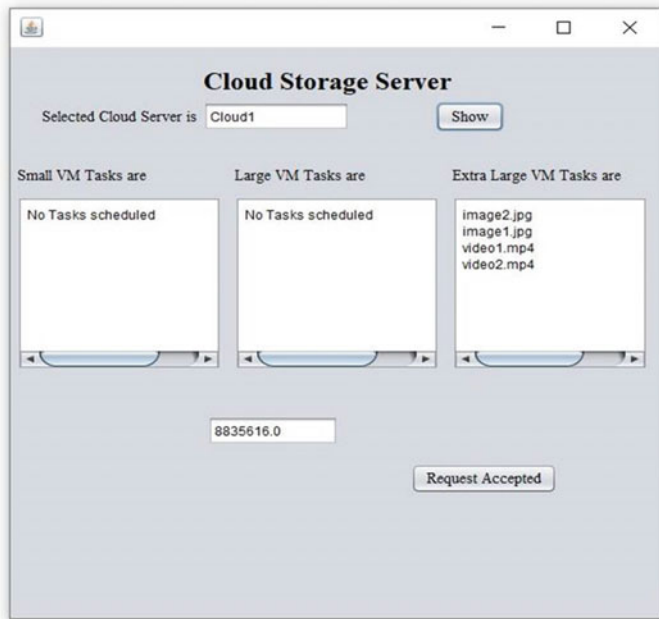 Cloud Storage Server
Selected Cloud Server is Cloud1 Show
Small VM Tasks are Large VM Tasks are Extra Large VM Tasks are
No Tasks scheduled No Tasks scheduled image2.jpg
image1.jpg
video1.mp4
video2.mp4
8835616.0
Request Accepted